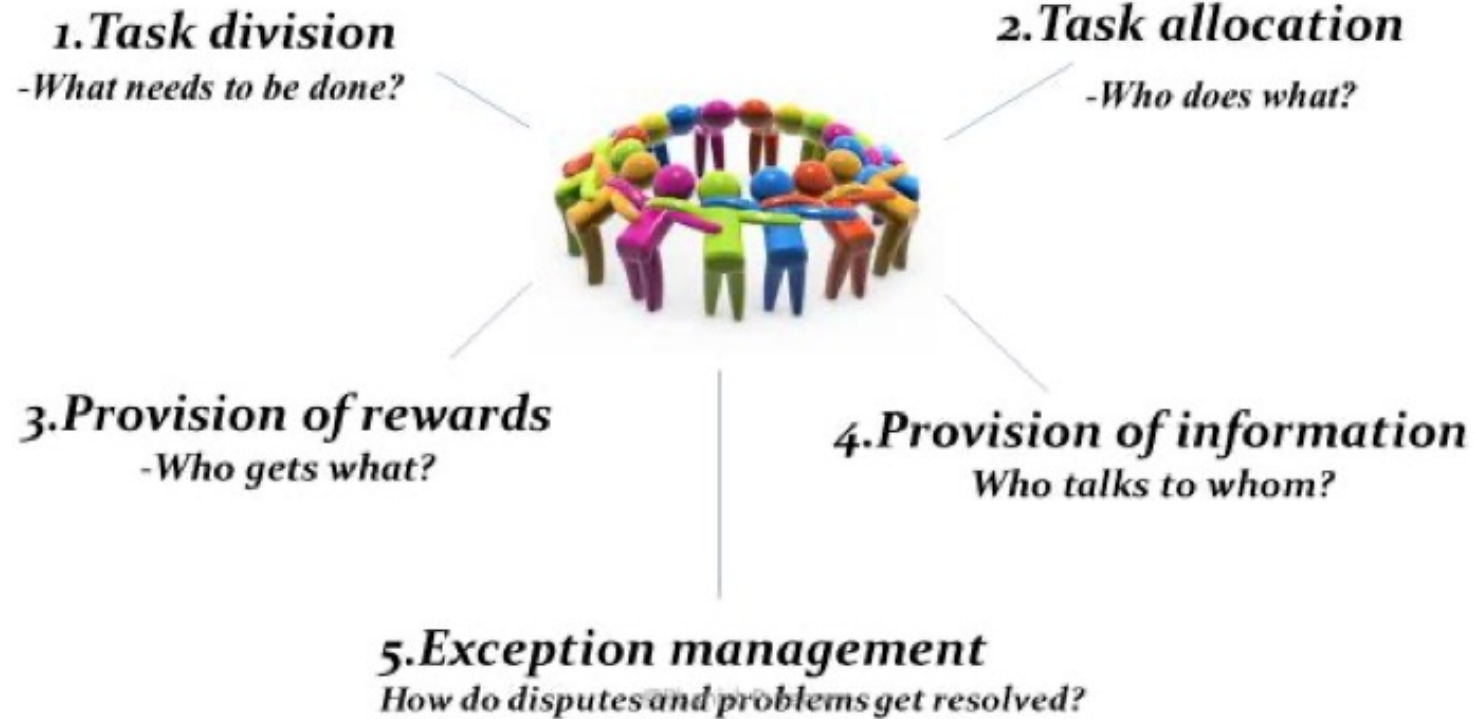 1.Task division
-What needs to be done?
2.Task allocation
-Who does what?
3.Provision of rewards
-Who gets what?
4.Provision of information
Who talks to whom?
5.Exception management
How do disputes and problems get resolved?